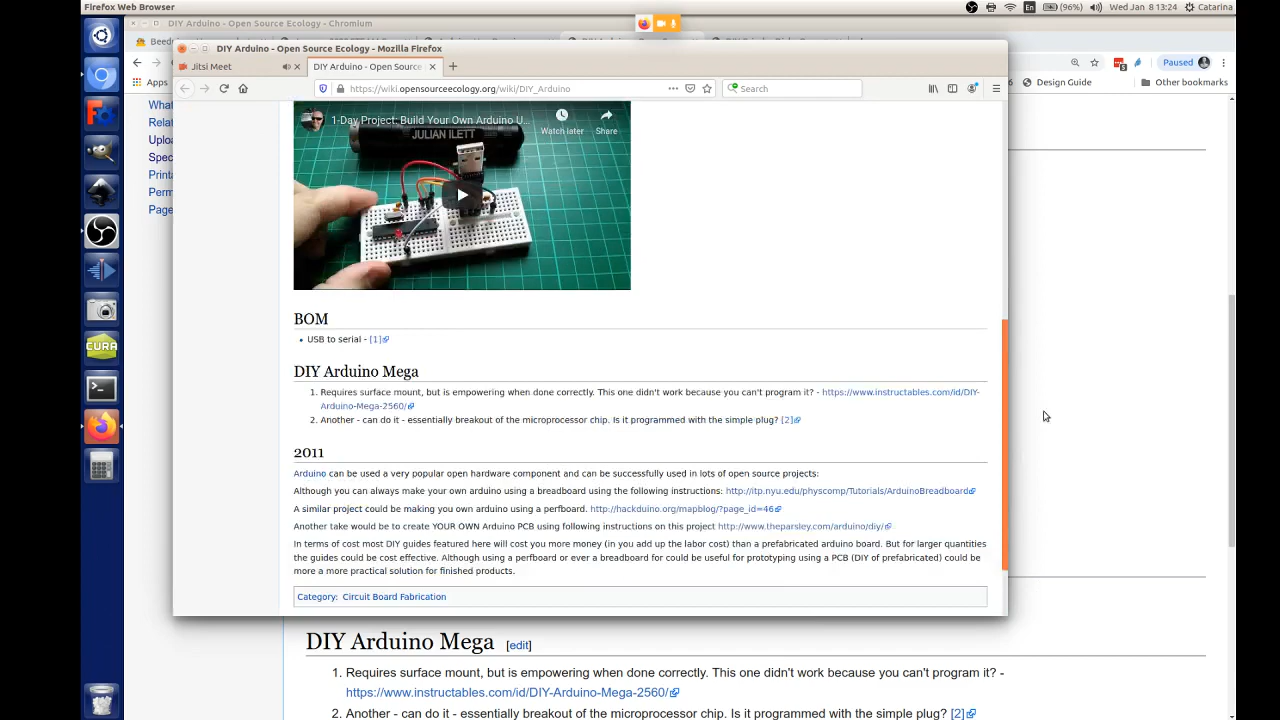 Firefox Web Browser
En (96%) Wed Jan 8 13:24 Catarina
DIY Arduino - Open Source Ecology - Chromium
Paused
Apps
6 Design Guide Other bookmarks
What
Relat
Uploa
Speci
Printa
Perm
Page
CURA
DIY Arduino - Open Source Ecology - Mozilla Firefox
Jitsi Meet
DIY Arduino - Open Source
https://wiki.opensourceecology.org/wiki/DIY_Arduino
Search
1-Day Project: Build Your Own Arduino U...
Watch later
Share
JULIAN ILETT
BOM
USB to serial - [1]
DIY Arduino Mega
1. Requires surface mount, but is empowering when done correctly. This one didn't work because you can't program it? - https://www.instructables.com/id/DIY-
Arduino-Mega-2560/
2. Another - can do it - essentially breakout of the microprocessor chip. Is it programmed with the simple plug? [2]
2011
Arduino can be used a very popular open hardware component and can be successfully used in lots of open source projects:
Although you can always make your own arduino using a breadboard using the following instructions: http://itp.nyu.edu/physcomp/Tutorials/ArduinoBreadboard
A similar project could be making you own arduino using a perfboard. http://hackduino.org/mapblog/?page_id=46
Another take would be to create YOUR OWN Arduino PCB using following instructions on this project http://www.theparsley.com/arduino/diy/
In terms of cost most DIY guides featured here will cost you more money (in you add up the labor cost) than a prefabricated arduino board. But for larger quantities
the guides could be cost effective. Although using a perfboard or ever a breadboard for could be useful for prototyping using a PCB (DIY of prefabricated) could be
more a more practical solution for finished products.
Category: Circuit Board Fabrication
DIY Arduino Mega [edit]
1. Requires surface mount, but is empowering when done correctly. This one didn't work because you can't program it? -
https://www.instructables.com/id/DIY-Arduino-Mega-2560/
2. Another - can do it - essentially breakout of the microprocessor chip. Is it programmed with the simple plug? [2]